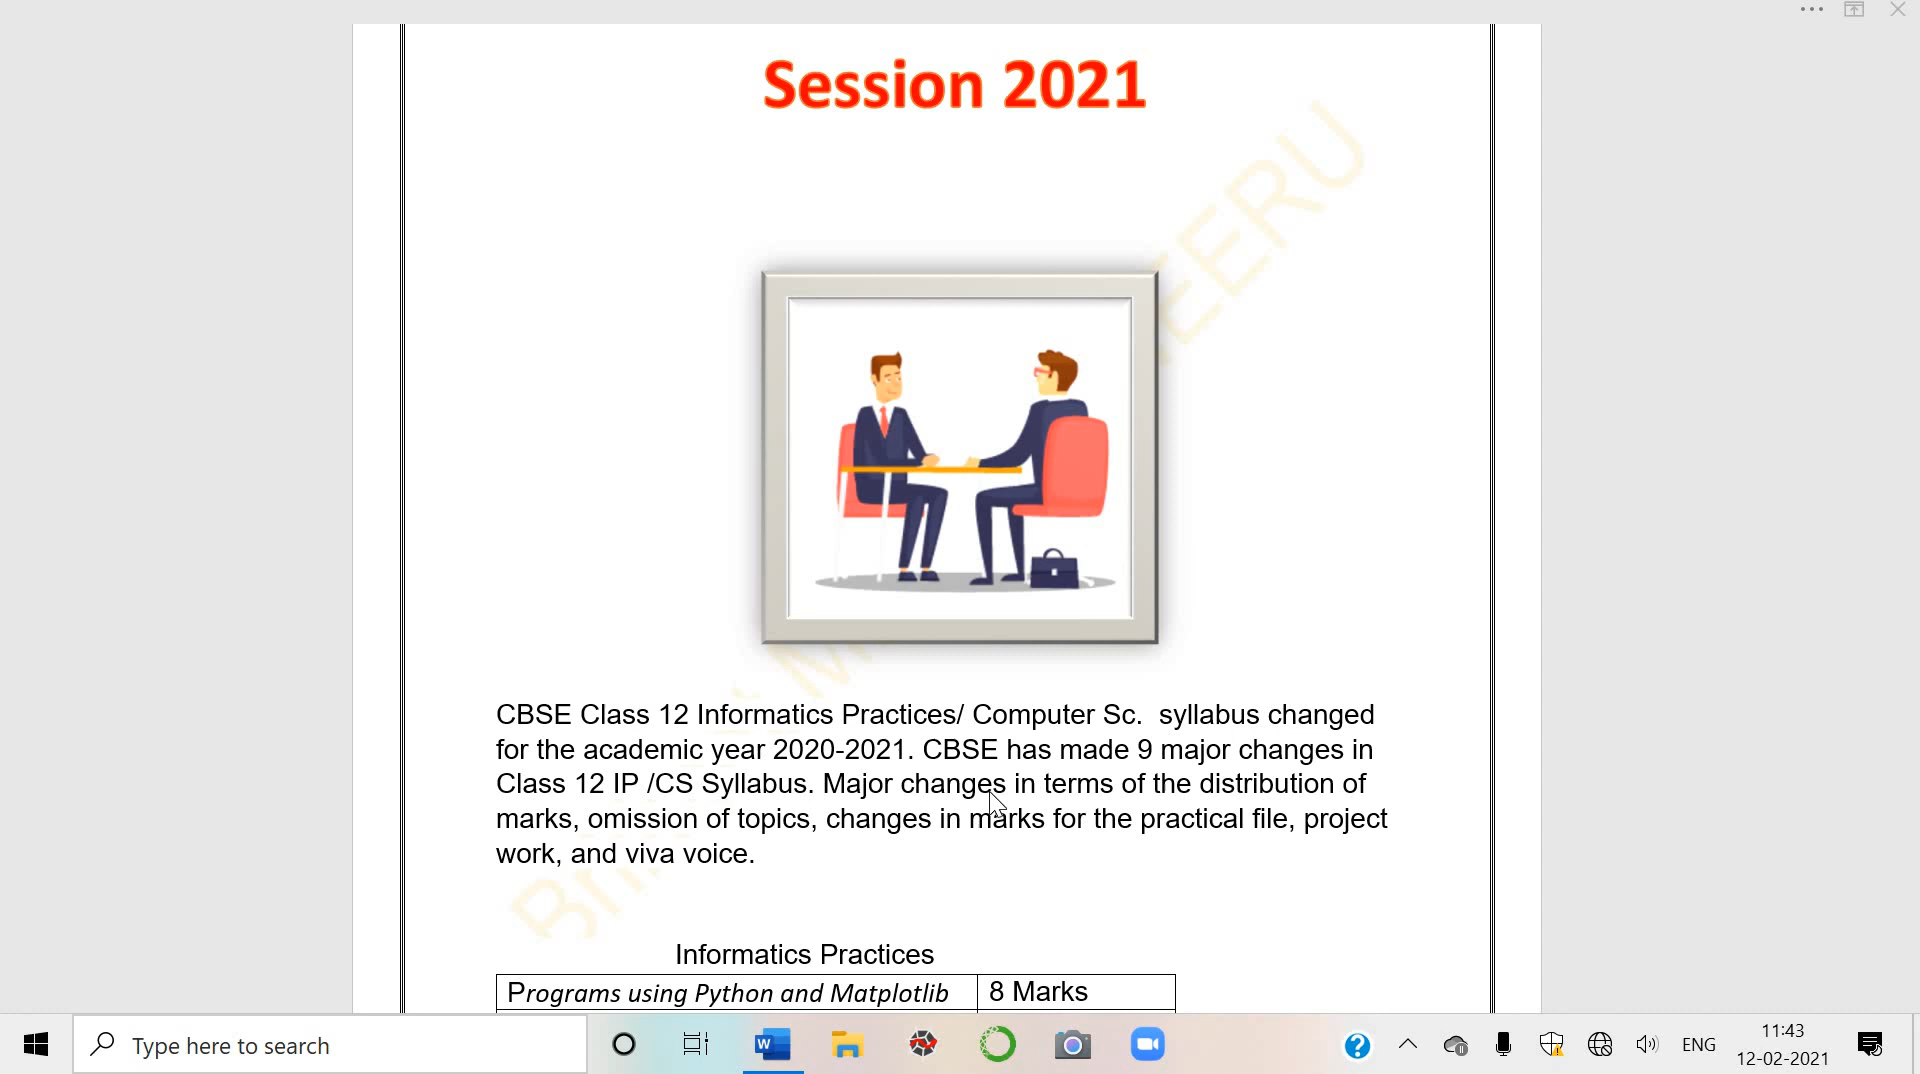 Session 2021
CBSE Class 12 Informatics Practices/ Computer Sc.  syllabus changed
for the academic year 2020-2021. CBSE has made 9 major changes in
Class 12 IP /CS Syllabus. Major changes in terms of the distribution of
marks, omission of topics, changes in marks for the practical file, project
work, and viva voice.
Informatics Practices
Programs using Python and Matplotlib 8 Marks
Type here to search
ENG
11:43
12-02-2021